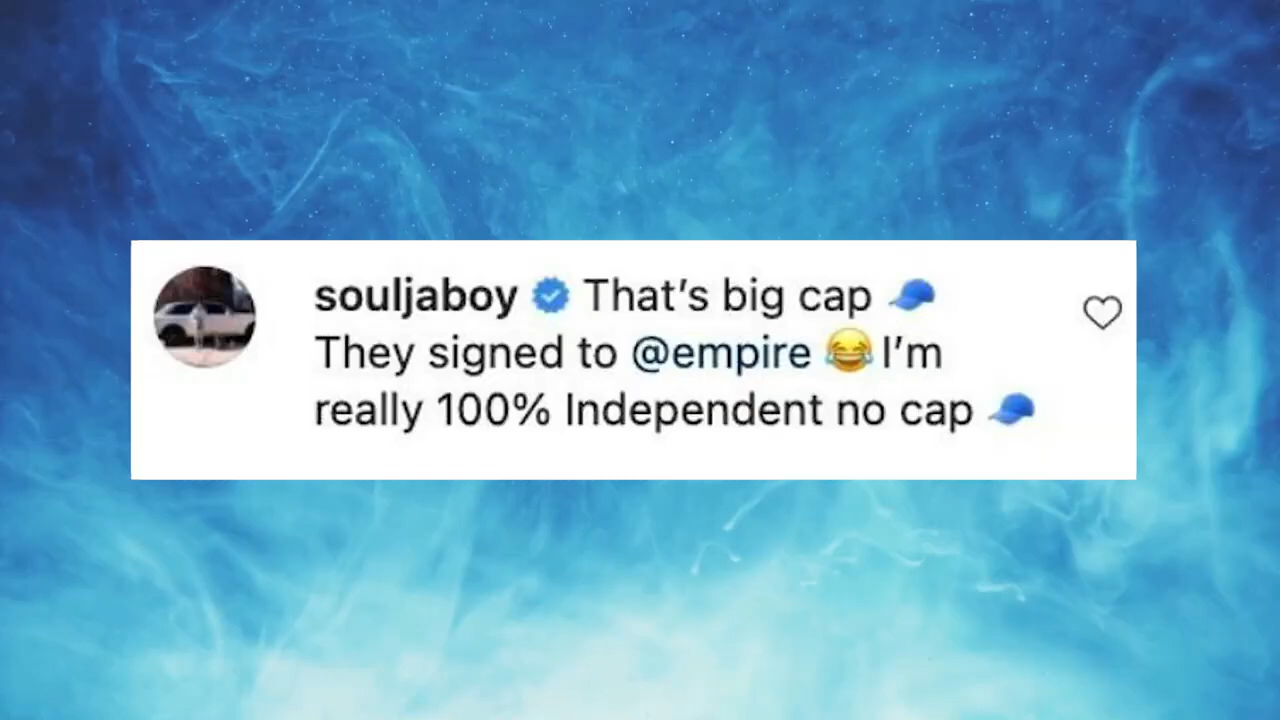 souljaboy That’s big cap 🧢
They signed to @empire 😂 I’m
really 100% Independent no cap 🧢